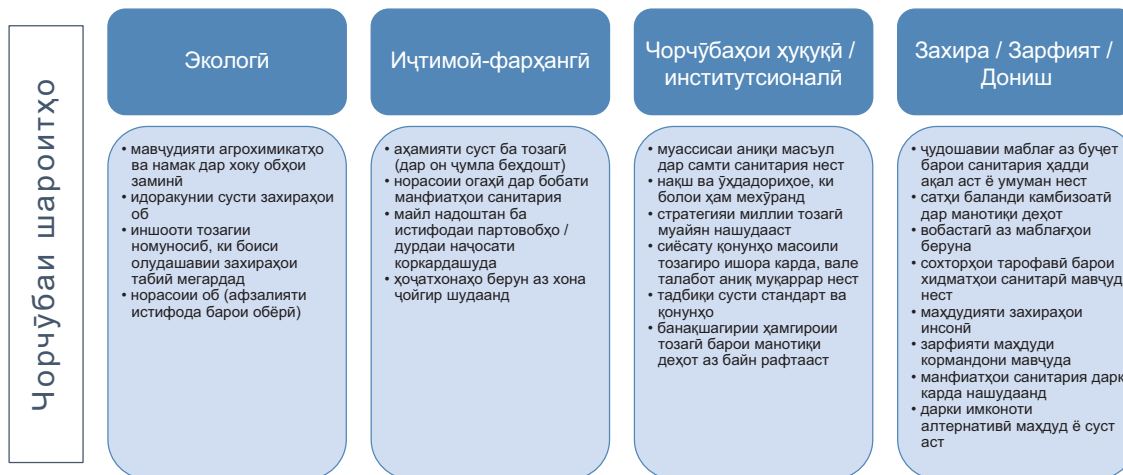 Чорчӯбаи шароитҳо
Экологӣ
• мавҷудияти агрохимикатҳо
ва намак дар хоку обҳои
заминӣ
• идоракунии сусти захираҳои
об
• иншооти тозагии
номуносиб, ки боиси
олудашавии захираҳои
табиӣ мегардад
• норасоии об (афзалияти
истифода барои обёрӣ)
Иҷтимоӣ-фарҳангӣ
• аҳамияти суст ба тозагӣ
(дар он ҷумла беҳдошт)
• норасоии огаҳӣ дар бобати
манфиатҳои санитария
• майл надоштан ба
истифодаи партовобҳо /
дурдаи наҷосати
коркардашуда
• ҳоҷатхонаҳо берун аз хона
ҷойгир шудаанд
Чорчӯбаҳои ҳуқуқӣ /
институтсионалӣ
• муассисаи аниқи масъул
дар самти санитария нест
• нақш ва ӯҳдадориҳое, ки
болои ҳам мехӯранд
• стратегияи миллии тозагӣ
муайян нашудааст
• сиёсату қонунҳо масоили
тозагиро ишора карда, вале
талабот аниқ муқаррар нест
• тадбиқи сусти стандарт ва
қонунҳо
• банақшагирии ҳамгироии
тозагӣ барои манотиқи
деҳот аз байн рафтааст
Захира / Зарфият /
Дониш
• ҷудошавии маблағ аз буҷет
барои санитария ҳадди
ақал аст ё умуман нест
• сатҳи баланди камбизоатӣ
дар манотиқи деҳот
• вобастагӣ аз маблағҳои
беруна
• сохторҳои тарофавӣ барои
хидматҳои санитарӣ мавҷуд
нест
• маҳдудияти захираҳои
инсонӣ
• зарфияти маҳдуди
кормандони мавҷуда
• манфиатҳои санитария дарк
карда нашудаанд
• дарки имконоти
алтернативӣ маҳдуд ё суст
аст